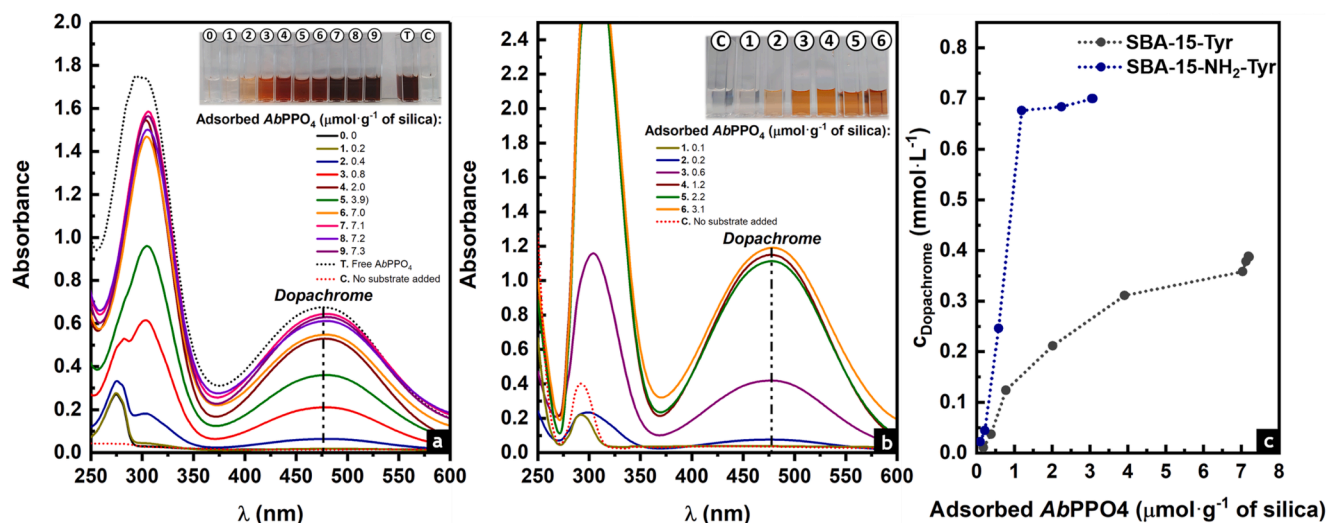 2.0
1.8
1.6
1.4
1.2
1.0
0.8
0.6
0.4
0.2
0.0
Absorbance
0 1 2 3 4 5 6 7 8 9 T C
Adsorbed AbPPO4 (μmol·g⁻¹ of silica):
0. 0
1. 0.2
2. 0.4
3. 0.8
4. 2.0
5. 3.9)
6. 7.0
7. 7.1
8. 7.2
9. 7.3
T. Free AbPPO₄
C. No substrate added
Dopachrome
a
250 300 350 400 450 500 550 600
λ (nm)
2.4
2.2
2.0
1.8
1.6
1.4
1.2
1.0
0.8
0.6
0.4
0.2
0.0
Absorbance
C 1 2 3 4 5 6
Adsorbed AbPPO4 (μmol·g⁻¹ of silica):
1. 0.1
2. 0.2
3. 0.6
4. 1.2
5. 2.2
6. 3.1
C. No substrate added
Dopachrome
b
250 300 350 400 450 500 550 600
λ (nm)
0.8
0.7
0.6
0.5
0.4
0.3
0.2
0.1
0.0
c_Dopachrome (mmol·L⁻¹)
SBA-15-Tyr
SBA-15-NH₂-Tyr
c
0 1 2 3 4 5 6 7 8
Adsorbed AbPPO4 (μmol·g⁻¹ of silica)